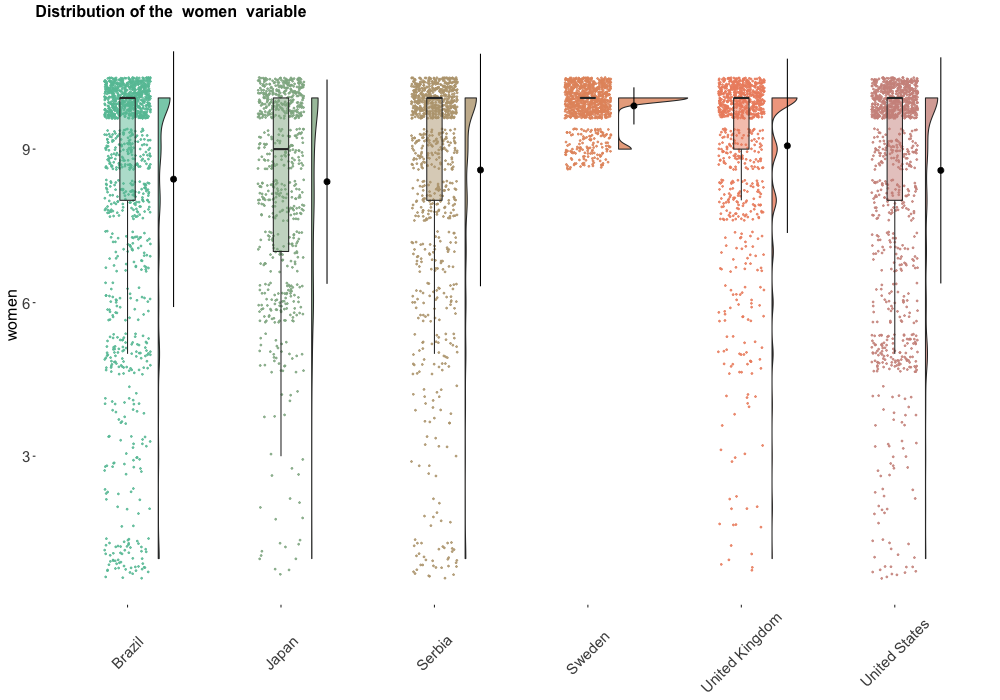 Distribution of the  women  variable
women
9
6
3
Brazil
Japan
Serbia
Sweden
United Kingdom
United States